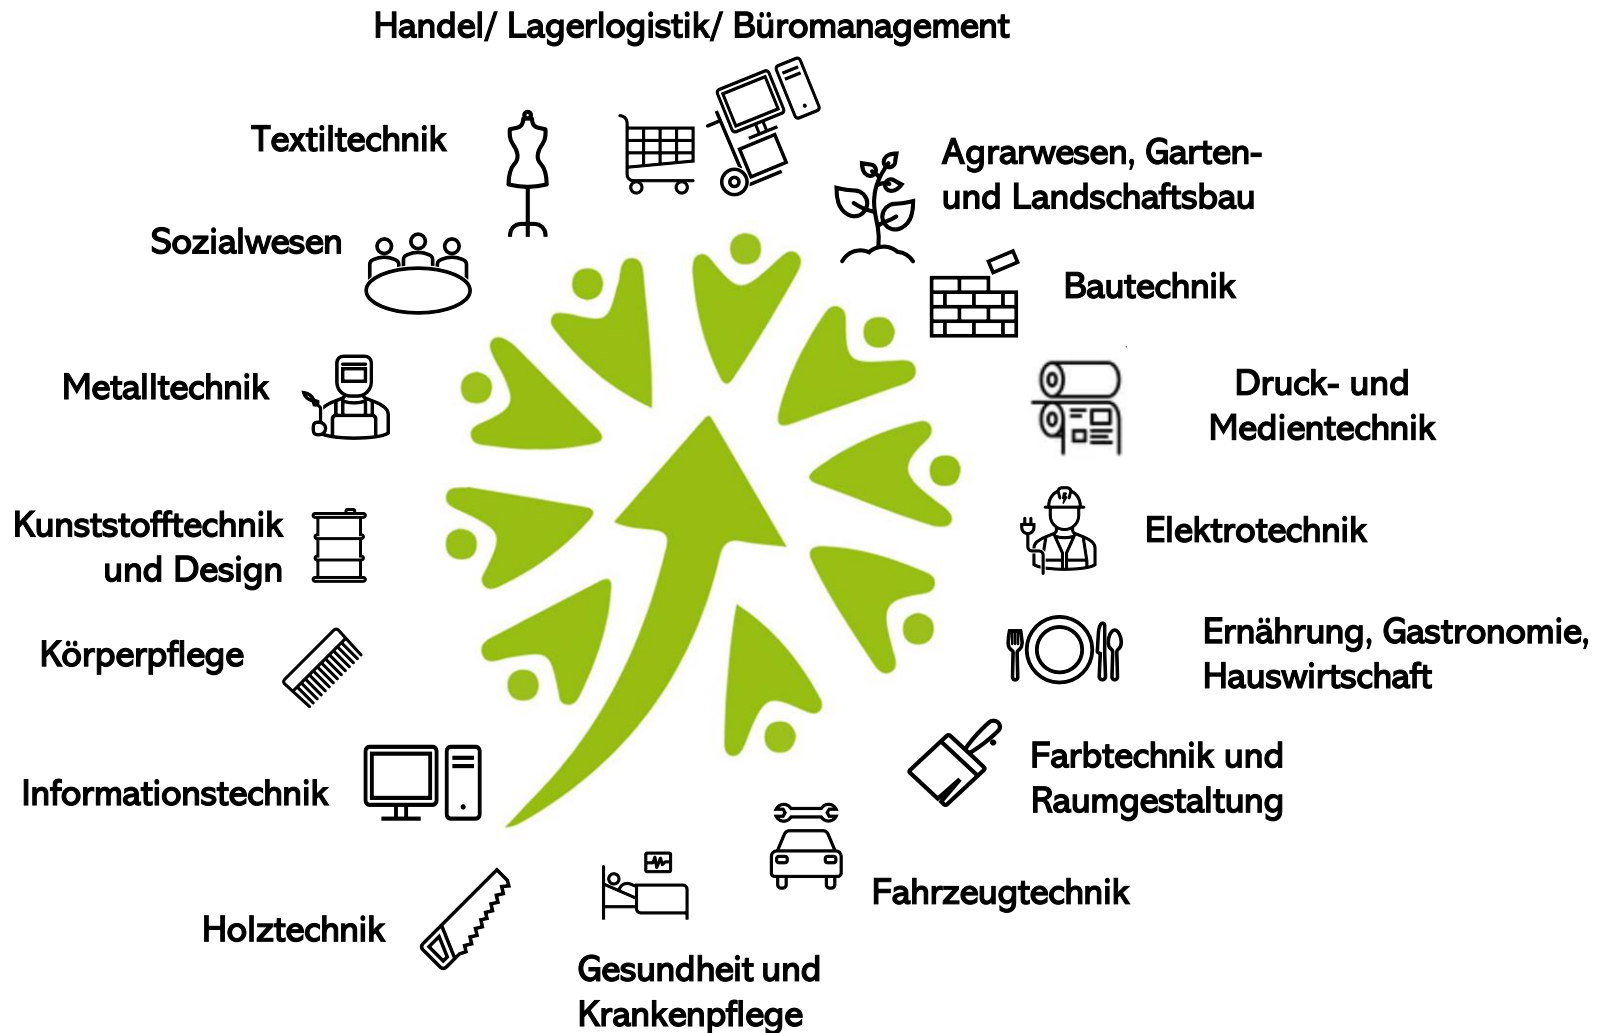 Handel/ Lagerlogistik/ Büromanagement
Textiltechnik
Agrarwesen, Garten-
und Landschaftsbau
Sozialwesen
Bautechnik
Metalltechnik
Druck- und
Medientechnik
Kunststofftechnik
und Design
Elektrotechnik
Körperpflege
Ernährung, Gastronomie,
Hauswirtschaft
Informationstechnik
Farbtechnik und
Raumgestaltung
Fahrzeugtechnik
Holztechnik
Gesundheit und
Krankenpflege